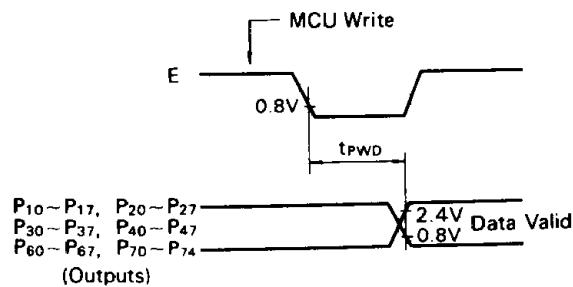 MCU Write
E
0.8V
tPWD
P10~P17, P20~P27
P30~P37, P40~P47
P60~P67, P70~P74
(Outputs)
2.4V
0.8V
Data Valid